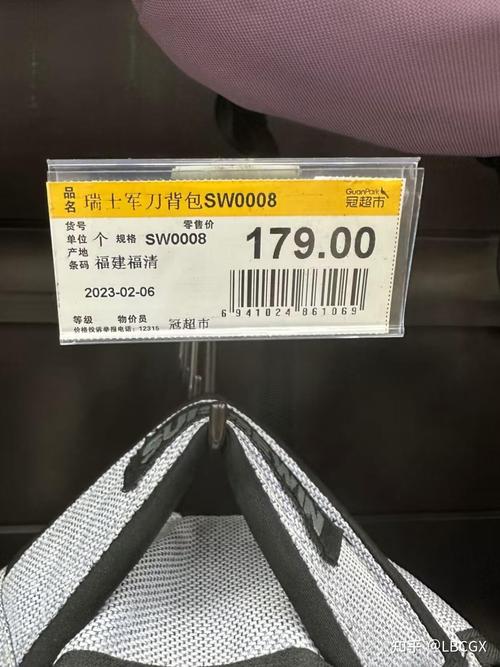 品名 瑞士军刀背包SW0008
GuanPark
冠超市
货号 零售价
单位 个 规格 SW0008 179.00
产地 福建福清
条码
2023-02-06
6 941024 861069
等级 物价员 冠超市
价格投诉举报电话：12315
知乎 @LBCGX